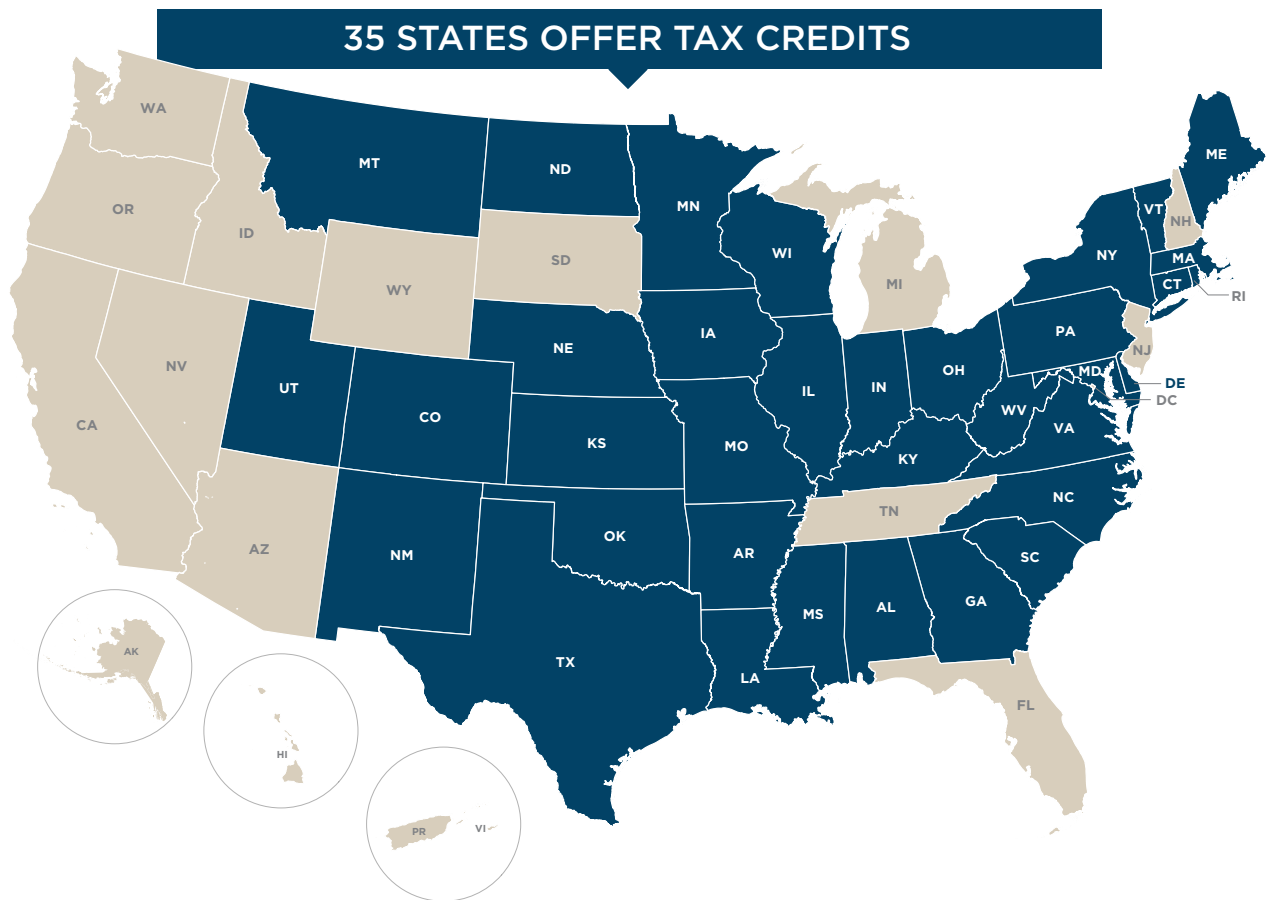 35 STATES OFFER TAX CREDITS
WA
MT
ND
MN
ME
OR
ID
VT
NH
WI
NY
SD
MA
WY
MI
CT
RI
IA
PA
NE
NV
NJ
UT
OH
MD
DE
IL
IN
DC
CO
WV
CA
KS
MO
VA
KY
NC
TN
OK
AZ
NM
AR
SC
MS
AL
GA
AK
TX
LA
FL
HI
PR
VI